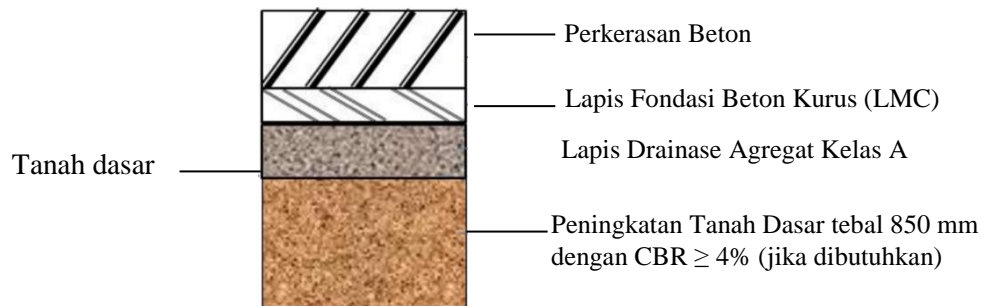 Perkerasan Beton
Lapis Fondasi Beton Kurus (LMC)
Lapis Drainase Agregat Kelas A
Tanah dasar
Peningkatan Tanah Dasar tebal 850 mm
dengan CBR ≥ 4% (jika dibutuhkan)